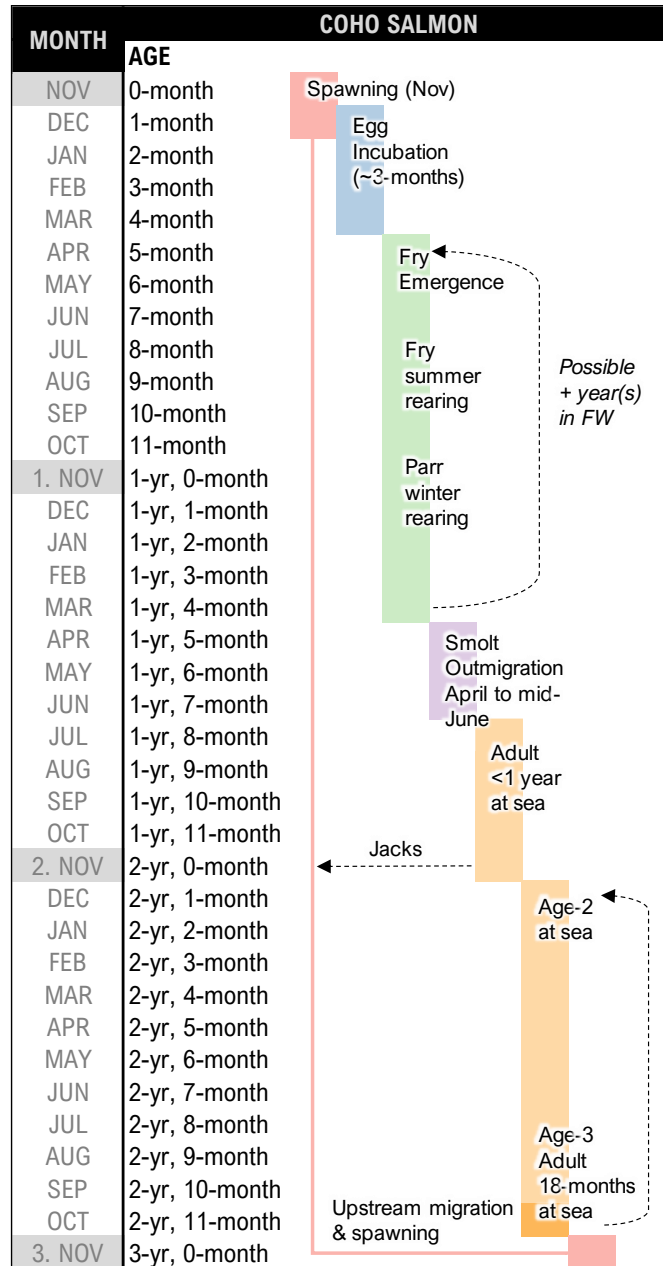 COHO SALMON
MONTH
AGE
NOV 0-month Spawning (Nov)
DEC 1-month Egg
JAN 2-month Incubation
FEB 3-month (~3-months)
MAR 4-month
APR 5-month Fry
MAY 6-month Emergence
JUN 7-month
JUL 8-month Fry Possible
AUG 9-month summer + year(s)
SEP 10-month rearing in FW
OCT 11-month
1. NOV 1-yr, 0-month Parr
DEC 1-yr, 1-month winter
JAN 1-yr, 2-month rearing
FEB 1-yr, 3-month
MAR 1-yr, 4-month
APR 1-yr, 5-month Smolt
MAY 1-yr, 6-month Outmigration
JUN 1-yr, 7-month April to mid-
June
JUL 1-yr, 8-month Adult
AUG 1-yr, 9-month <1 year
SEP 1-yr, 10-month at sea
OCT 1-yr, 11-month
2. NOV 2-yr, 0-month Jacks
DEC 2-yr, 1-month Age-2
JAN 2-yr, 2-month at sea
FEB 2-yr, 3-month
MAR 2-yr, 4-month
APR 2-yr, 5-month
MAY 2-yr, 6-month
JUN 2-yr, 7-month
JUL 2-yr, 8-month Age-3
AUG 2-yr, 9-month Adult
SEP 2-yr, 10-month 18-months
OCT 2-yr, 11-month Upstream migration at sea
& spawning
3. NOV 3-yr, 0-month